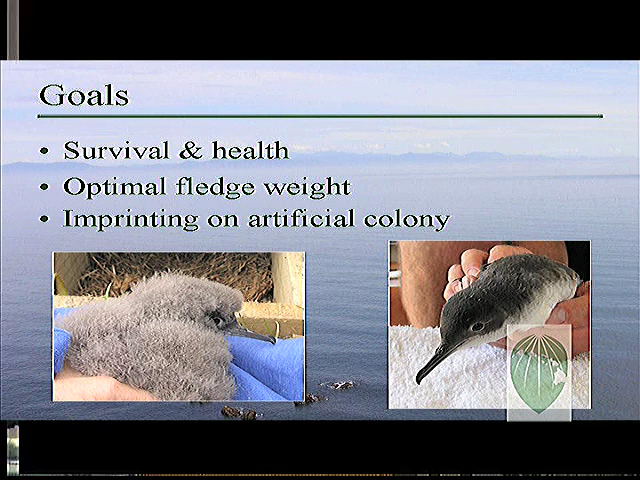 Goals
• Survival & health
• Optimal fledge weight
• Imprinting on artificial colony